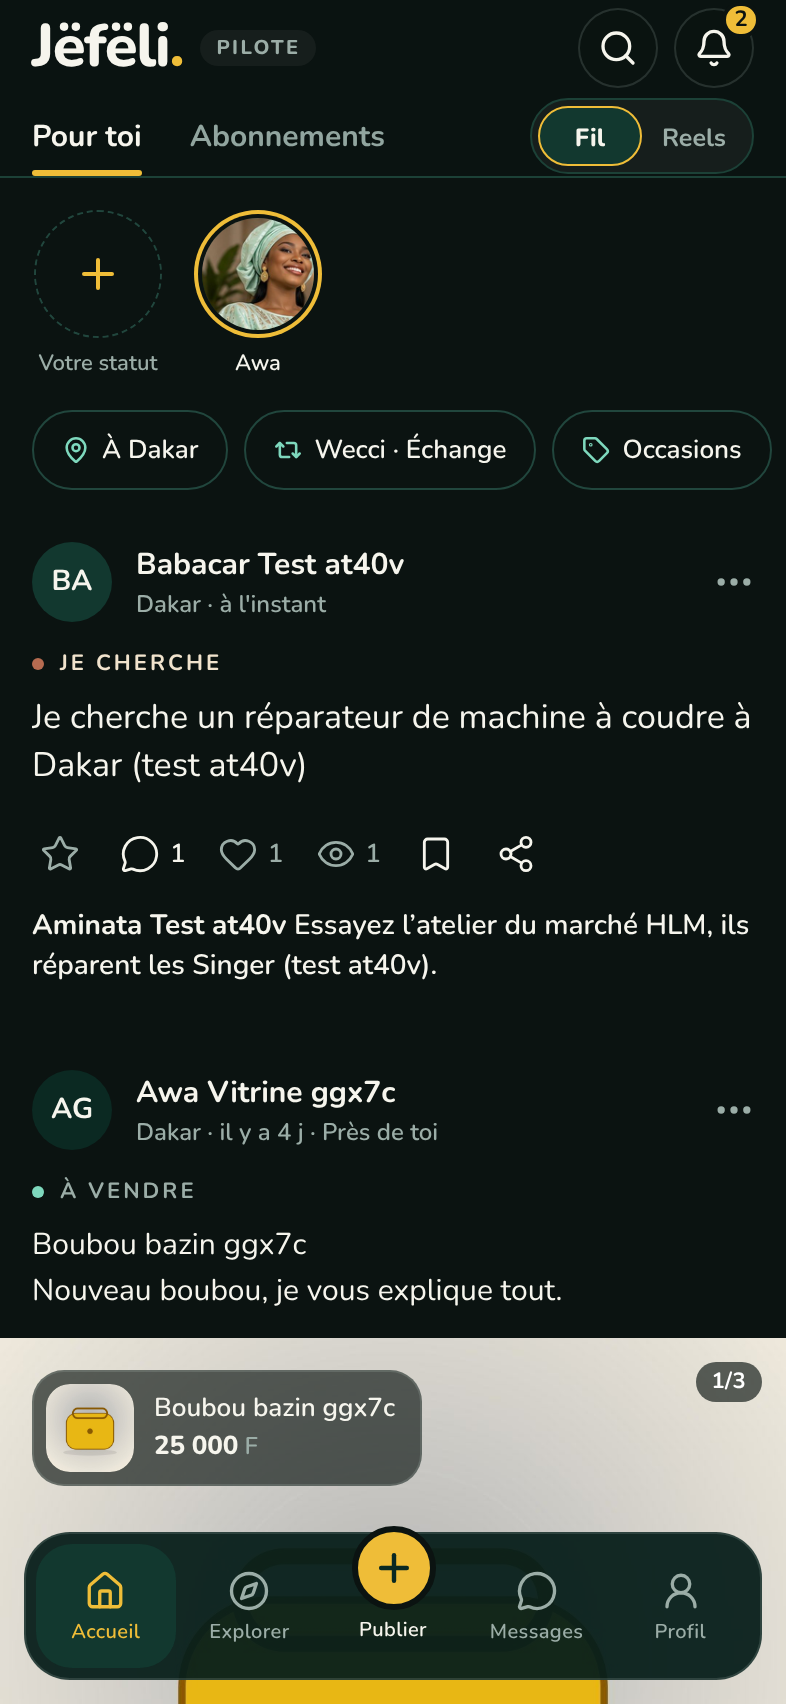 Jëfëli.
PILOTE
2
Pour toi
Abonnements
Fil
Reels
Votre statut
Awa
À Dakar
Wecci · Échange
Occasions
BA
Babacar Test at40v
Dakar · à l'instant
JE CHERCHE
Je cherche un réparateur de machine à coudre à
Dakar (test at40v)
1
1
1
Aminata Test at40v Essayez l’atelier du marché HLM, ils
réparent les Singer (test at40v).
AG
Awa Vitrine ggx7c
Dakar · il y a 4 j · Près de toi
À VENDRE
Boubou bazin ggx7c
Nouveau boubou, je vous explique tout.
1/3
Boubou bazin ggx7c
25 000 F
Accueil
Explorer
Publier
Messages
Profil